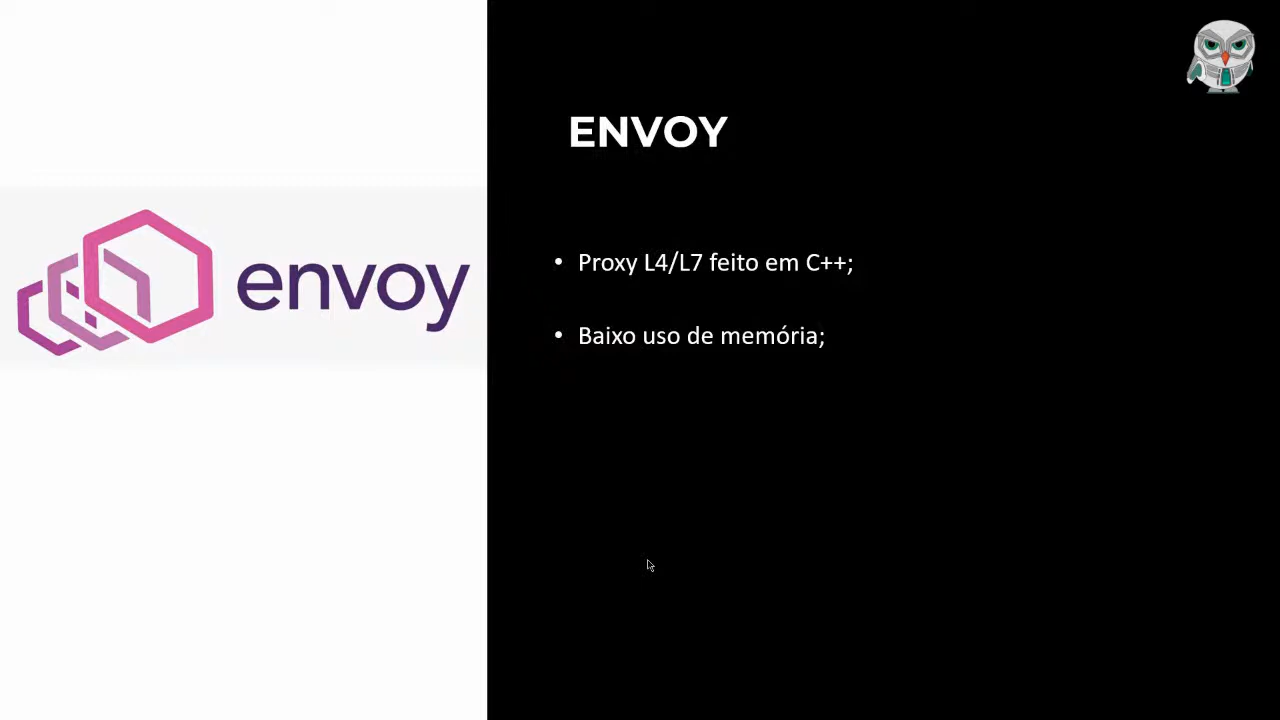 envoy
ENVOY
• Proxy L4/L7 feito em C++;
• Baixo uso de memória;